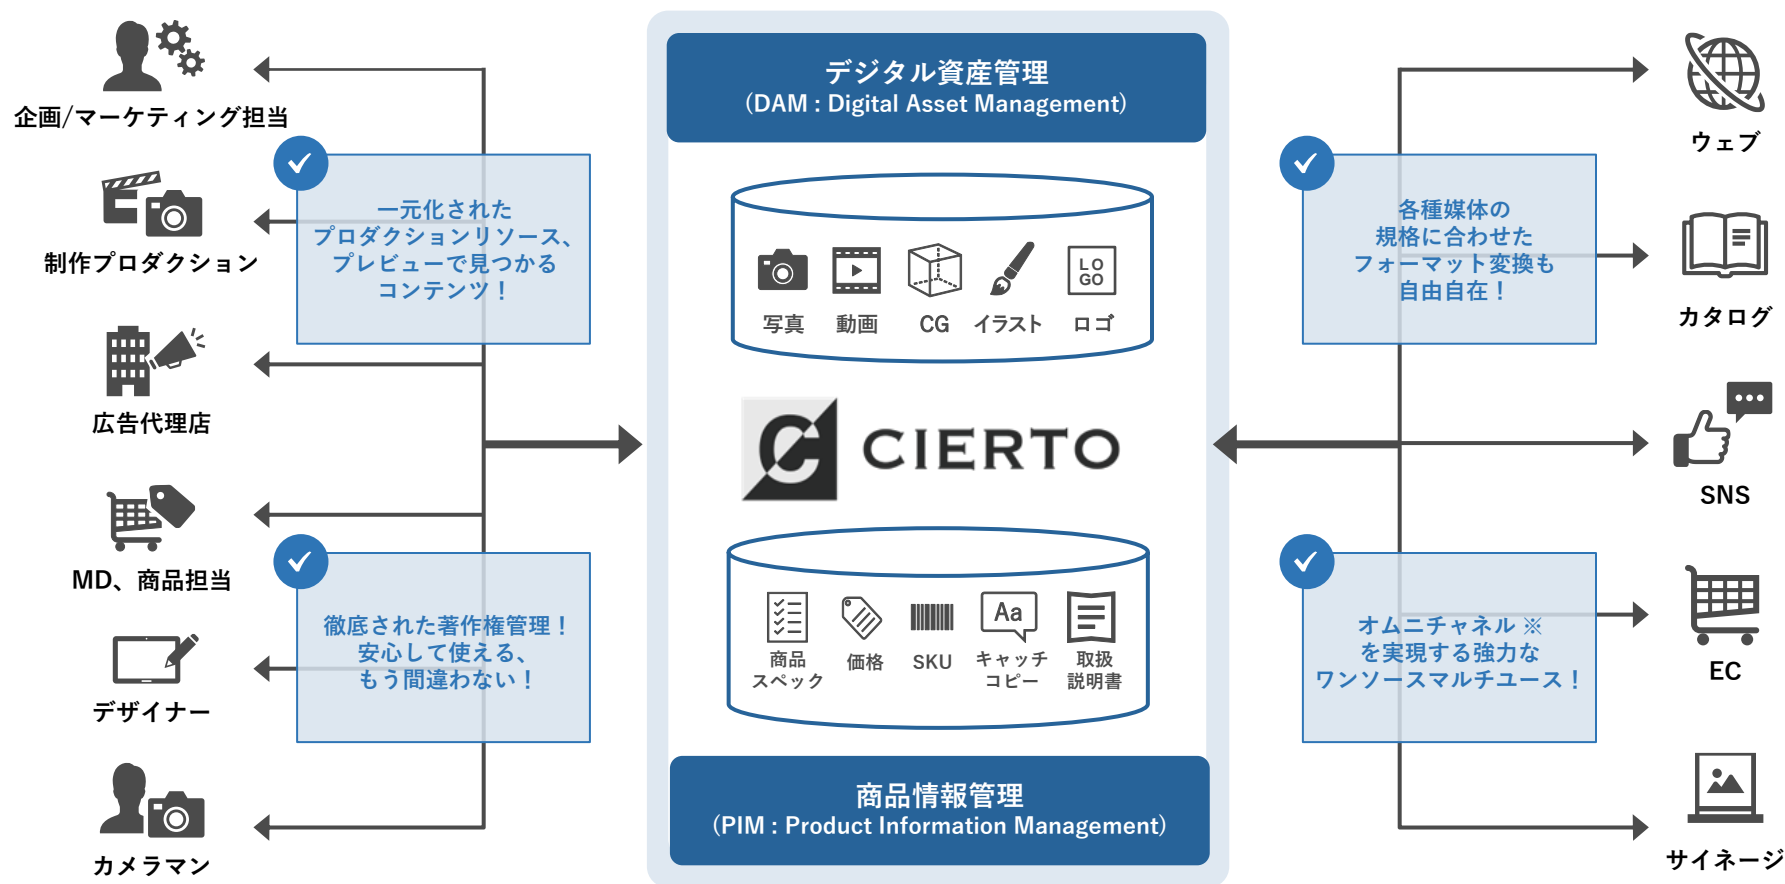 企画/マーケティング担当
制作プロダクション
広告代理店
MD、商品担当
デザイナー
カメラマン
一元化された
プロダクションリソース、
プレビューで見つかる
コンテンツ！
徹底された著作権管理！
安心して使える、
もう間違わない！
デジタル資産管理
(DAM : Digital Asset Management)
LO
GO
写真
動画
CG
イラスト
ロゴ
C CIERTO
Aa
商品
スペック
価格
SKU
キャッチ
コピー
取扱
説明書
商品情報管理
(PIM : Product Information Management)
各種媒体の
規格に合わせた
フォーマット変換も
自由自在！
オムニチャネル ※
を実現する強力な
ワンソースマルチユース！
ウェブ
カタログ
SNS
EC
サイネージ